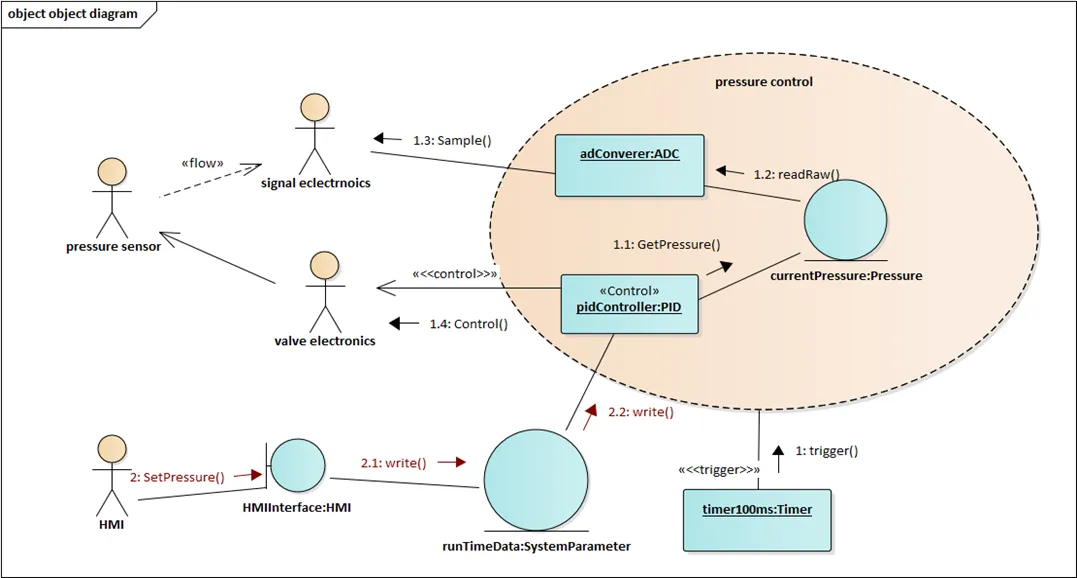 object object diagram
pressure control
1.3: Sample()
adConverer:ADC
«flow»
signal eclectrnoics
1.2: readRaw()
pressure sensor
1.1: GetPressure()
currentPressure:Pressure
«<<control>>»
«Control»
pidController:PID
1.4: Control()
valve electronics
2.2: write()
1: trigger()
2: SetPressure()
2.1: write()
«<<trigger>>»
HMIInterface:HMI
timer100ms:Timer
HMI
runTimeData:SystemParameter